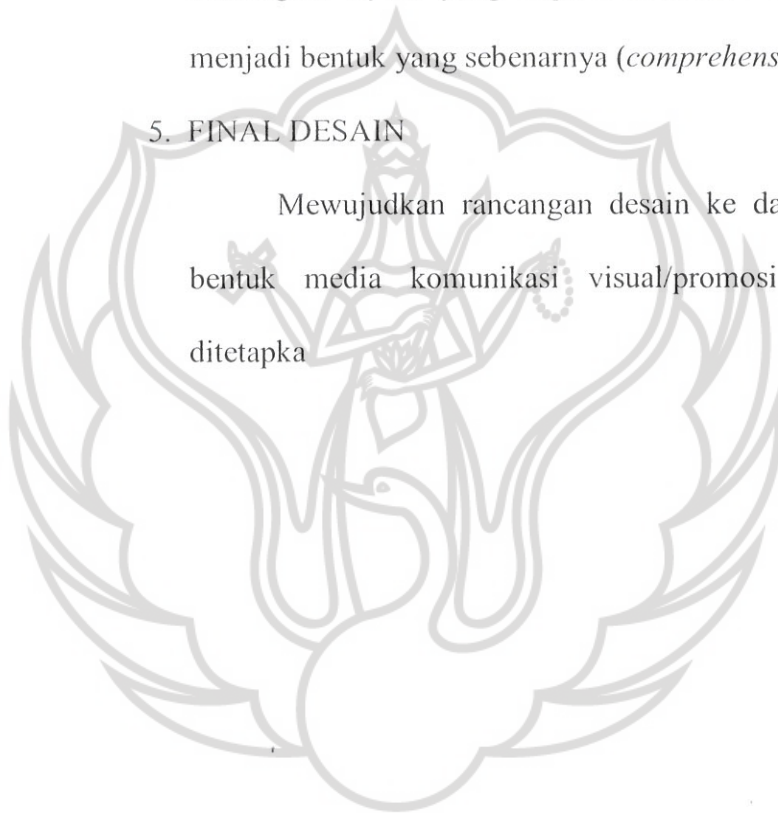 menjadi bentuk yang sebenarnya (comprehens
5. FINAL DESAIN
Mewujudkan rancangan desain ke da
bentuk media komunikasi visual/promosi
ditetapka